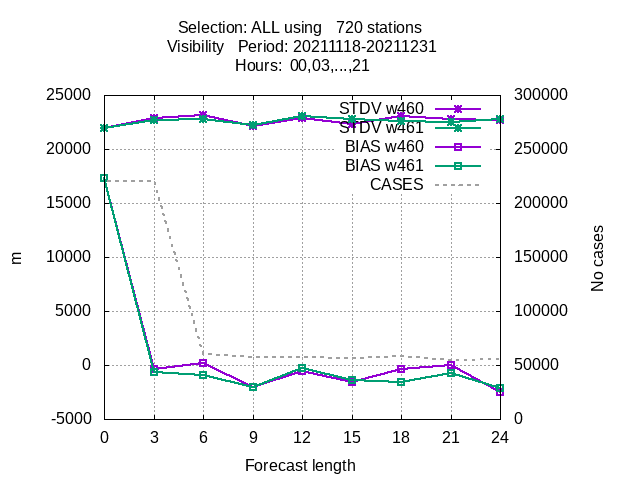 Selection: ALL using   720 stations
Visibility   Period: 20211118-20211231
Hours:  00,03,...,21
25000
20000
15000
10000
5000
0
-5000
m
300000
250000
200000
150000
100000
50000
0
No cases
STDV w460
STDV w461
BIAS w460
BIAS w461
CASES
0 3 6 9 12 15 18 21 24
Forecast length